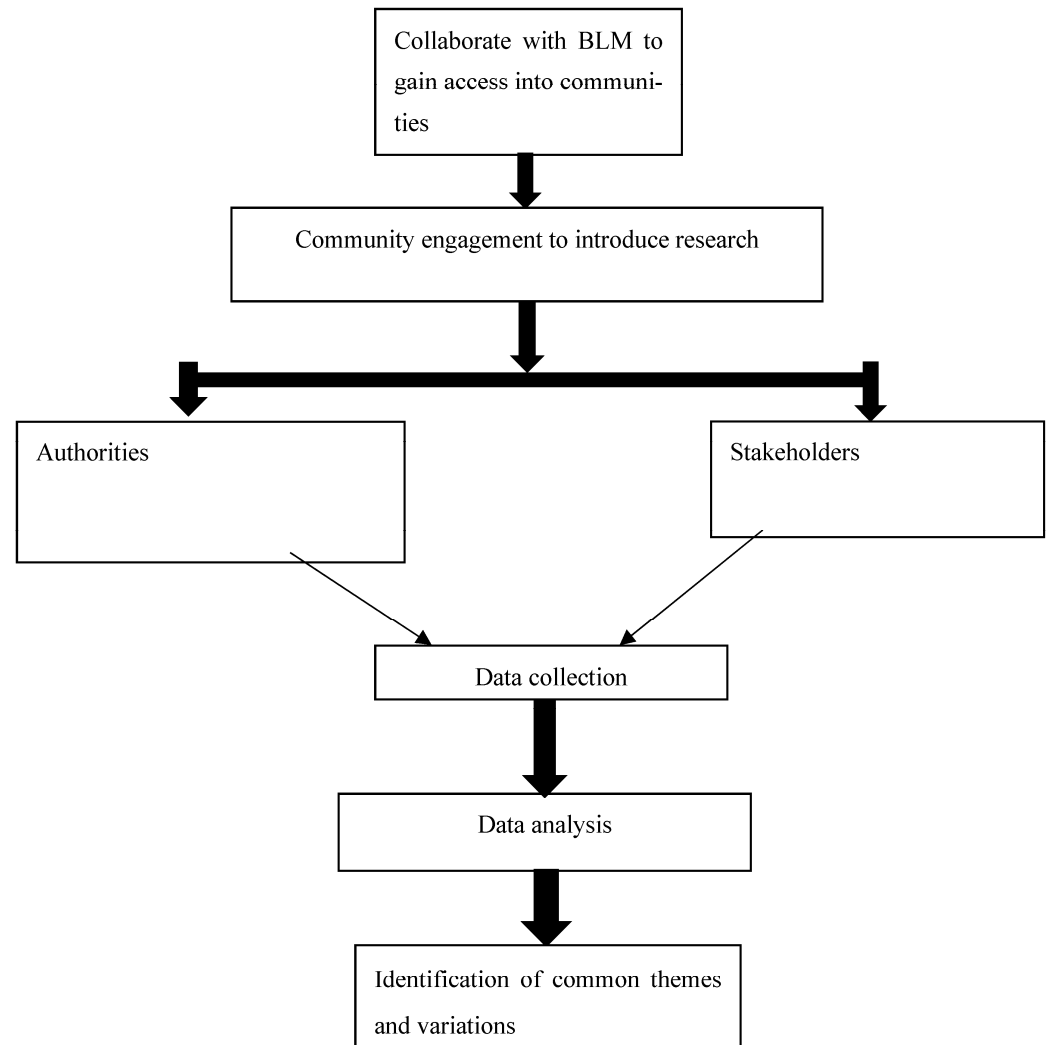 Collaborate with BLM to
gain access into communi-
ties
Community engagement to introduce research
Authorities
Stakeholders
Data collection
Data analysis
Identification of common themes
and variations